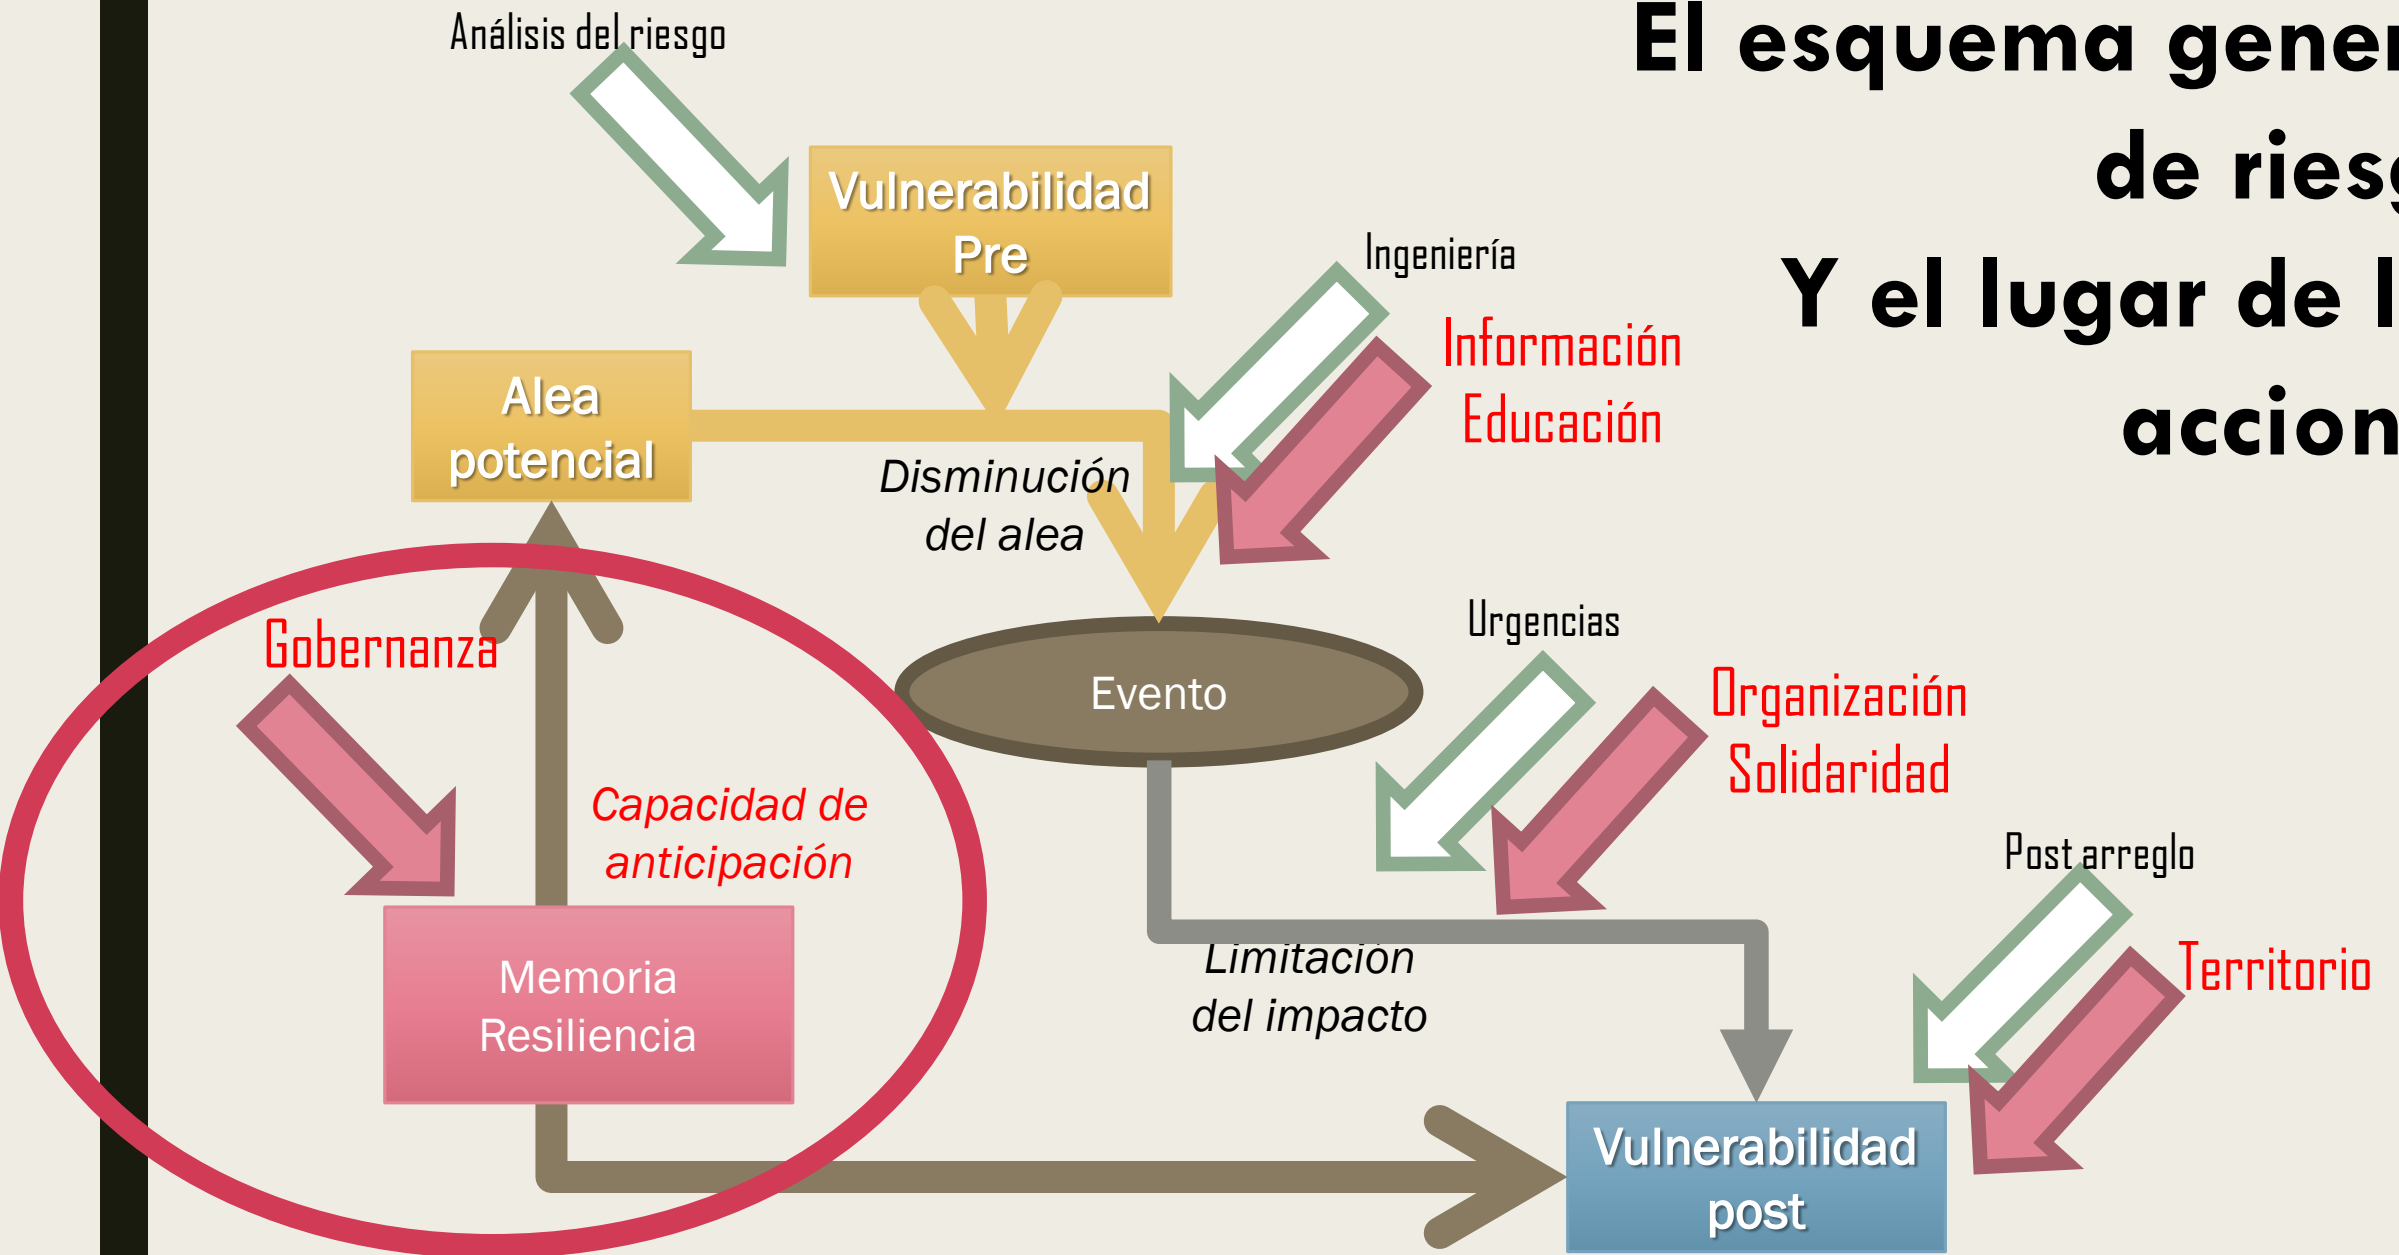 Análisis del riesgo
El esquema gener
de ries
Y el lugar de l
accion
Vulnerabilidad
Pre
Ingeniería
Información
Educación
Alea
potencial
Disminución
del alea
Gobernanza
Evento
Urgencias
Organización
Solidaridad
Capacidad de
anticipación
Post arreglo
Memoria
Resiliencia
Limitación
del impacto
Territorio
Vulnerabilidad
post